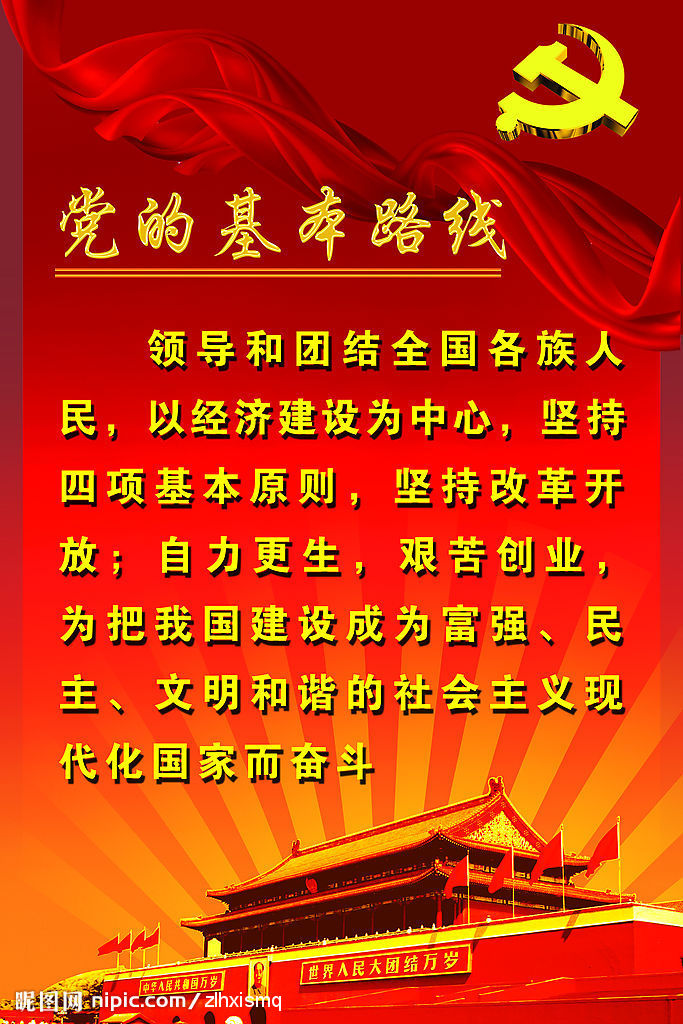 党的基本路线
领导和团结全国各族人
民，以经济建设为中心，坚持
四项基本原则，坚持改革开
放；自力更生，艰苦创业，
为把我国建设成为富强、民
主、文明和谐的社会主义现
代化国家而奋斗
世界人民大团结万岁
中华人民共和国万岁
昵图网 nipic.com/zlhxismq